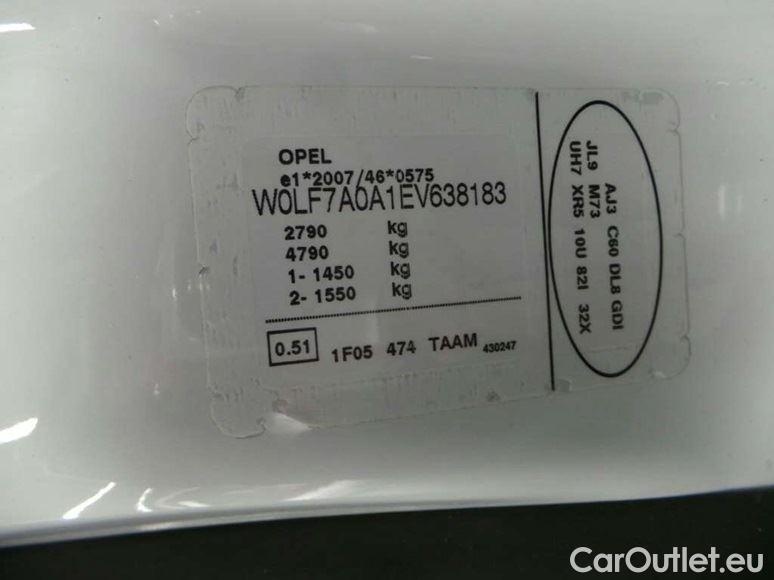 OPEL
e1*2007/46*0575
W0LF7A0A1EV638183
2790 kg
4790 kg
1- 1450 kg
2- 1550 kg
0.51 1F05 474 TAAM 430247
AJ3 C60 DL8 GDI
JL9 M73
UH7 XR5 10U 82I 32X
CarOutlet.eu